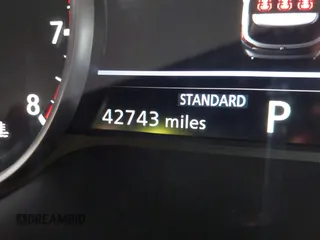 7
8
STANDARD
42743 miles P
DREAMBID